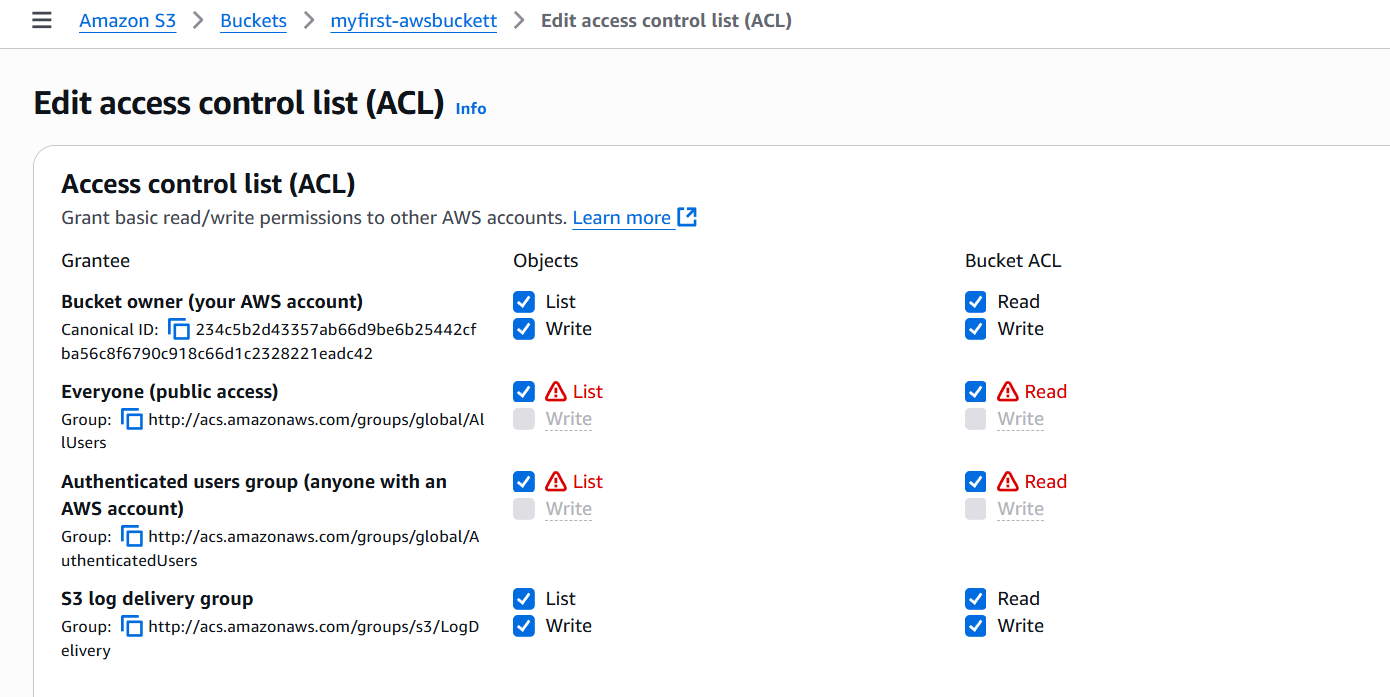 Amazon S3 > Buckets > myfirst-awsbuckett > Edit access control list (ACL)
Edit access control list (ACL) Info
Access control list (ACL)
Grant basic read/write permissions to other AWS accounts. Learn more
Grantee Objects Bucket ACL
Bucket owner (your AWS account) List Read
Canonical ID: 234c5b2d43357ab66d9be6b25442cf Write Write
ba56c8f6790c918c66d1c2328221eadc42
Everyone (public access) List Read
Group: http://acs.amazonaws.com/groups/global/Al Write Write
lUsers
Authenticated users group (anyone with an List Read
AWS account) Write Write
Group: http://acs.amazonaws.com/groups/global/A
uthenticatedUsers
S3 log delivery group List Read
Group: http://acs.amazonaws.com/groups/s3/LogD Write Write
elivery